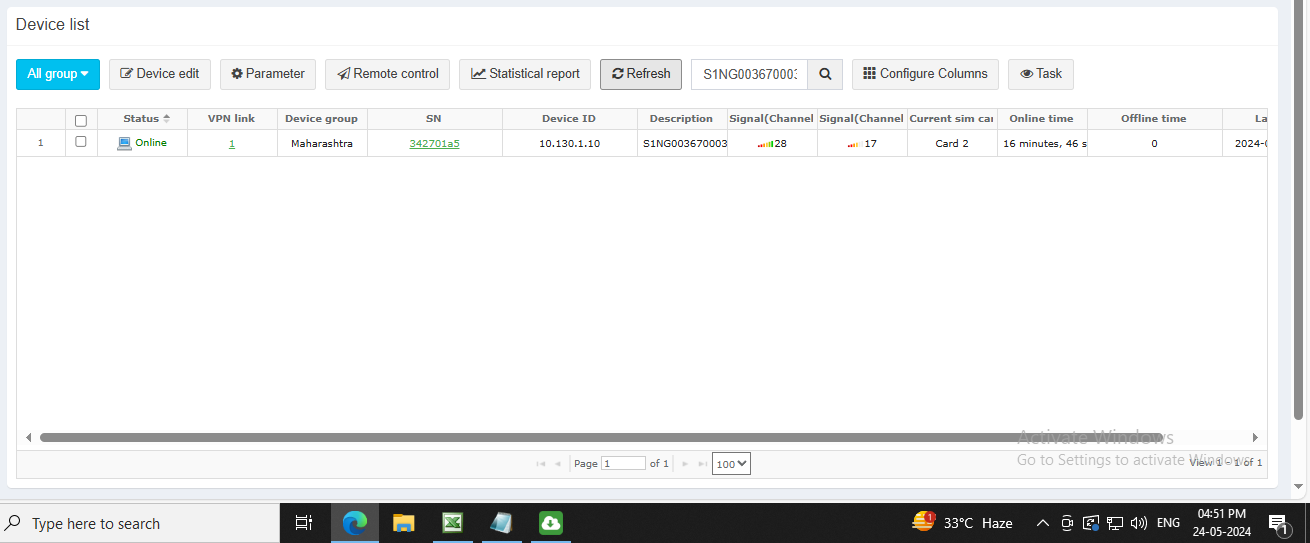 Device list
All group Device edit Parameter Remote control Statistical report Refresh S1NG003670003 Configure Columns Task
Status VPN link Device group SN Device ID Description Signal(Channel Signal(Channel Current sim car Online time Offline time La
1 Online 1 Maharashtra 342701a5 10.130.1.10 S1NG003670003 28 17 Card 2 16 minutes, 46 s 0 2024-0
Activate Windows
Go to Settings to activate Windows.
Page 1 of 1 100 View 1 - 1 of 1
Type here to search 1 33°C Haze ENG 04:51 PM
24-05-2024 1